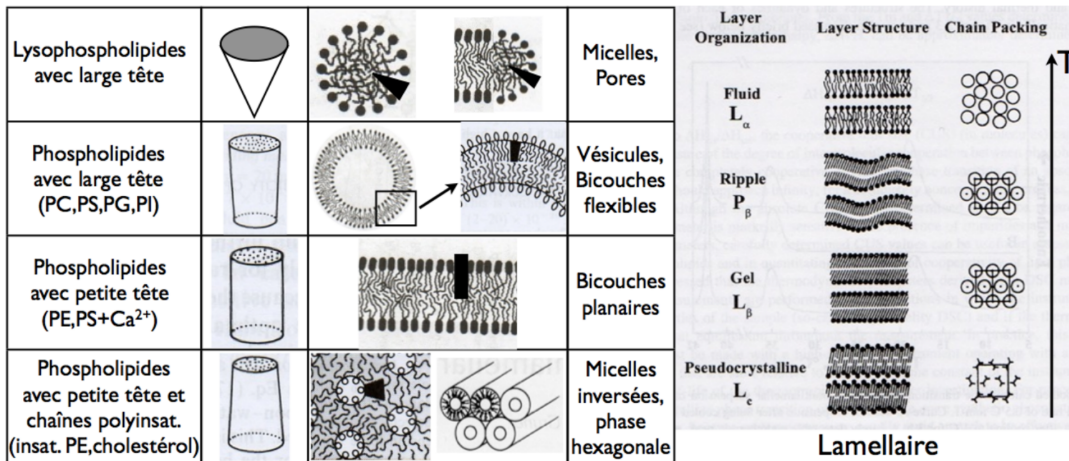 Lysophospholipides
avec large tête
Micelles,
Pores
Phospholipides
avec large tête
(PC,PS,PG,PI)
Vésicules,
Bicouches
flexibles
Phospholipides
avec petite tête
(PE,PS+Ca²⁺)
Bicouches
planaires
Phospholipides
avec petite tête et
chaînes polyinsat.
(insat. PE,cholestérol)
Micelles
inversées,
phase
hexagonale
Layer
Organization
Layer Structure
Chain Packing
T
Fluid
Lα
Ripple
Pβ
Gel
Lβ
Pseudocrystalline
Lc
Lamellaire